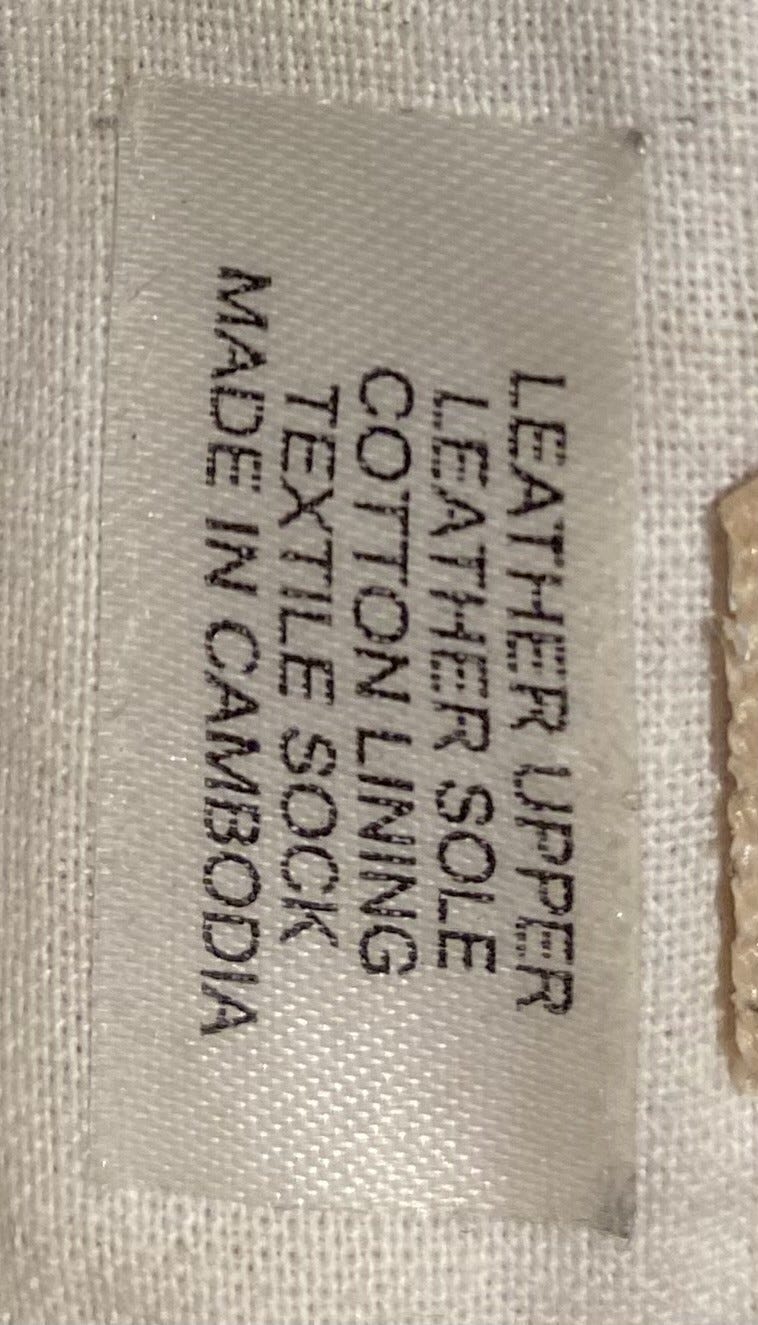 LEATHER UPPER
LEATHER SOLE
COTTON LINING
TEXTILE SOCK
MADE IN CAMBODIA